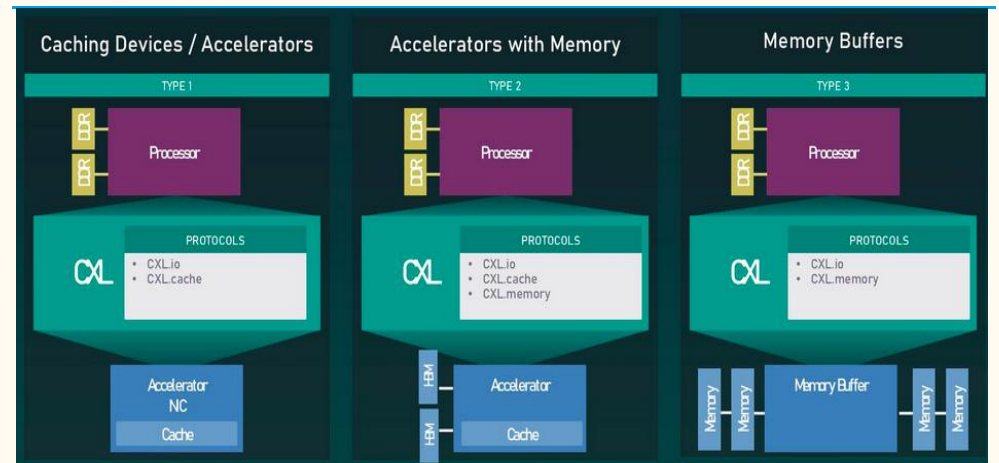 Caching Devices / Accelerators
TYPE 1
DDR
DDR
Processor
CXL
PROTOCOLS
• CXL.io
• CXL.cache
Accelerator
NC
Cache
Accelerators with Memory
TYPE 2
DDR
DDR
Processor
CXL
PROTOCOLS
• CXL.io
• CXL.cache
• CXL.memory
HBM
HBM
Accelerator
Cache
Memory Buffers
TYPE 3
DDR
DDR
Processor
CXL
PROTOCOLS
• CXL.io
• CXL.memory
Memory
Memory
Memory Buffer
Memory
Memory